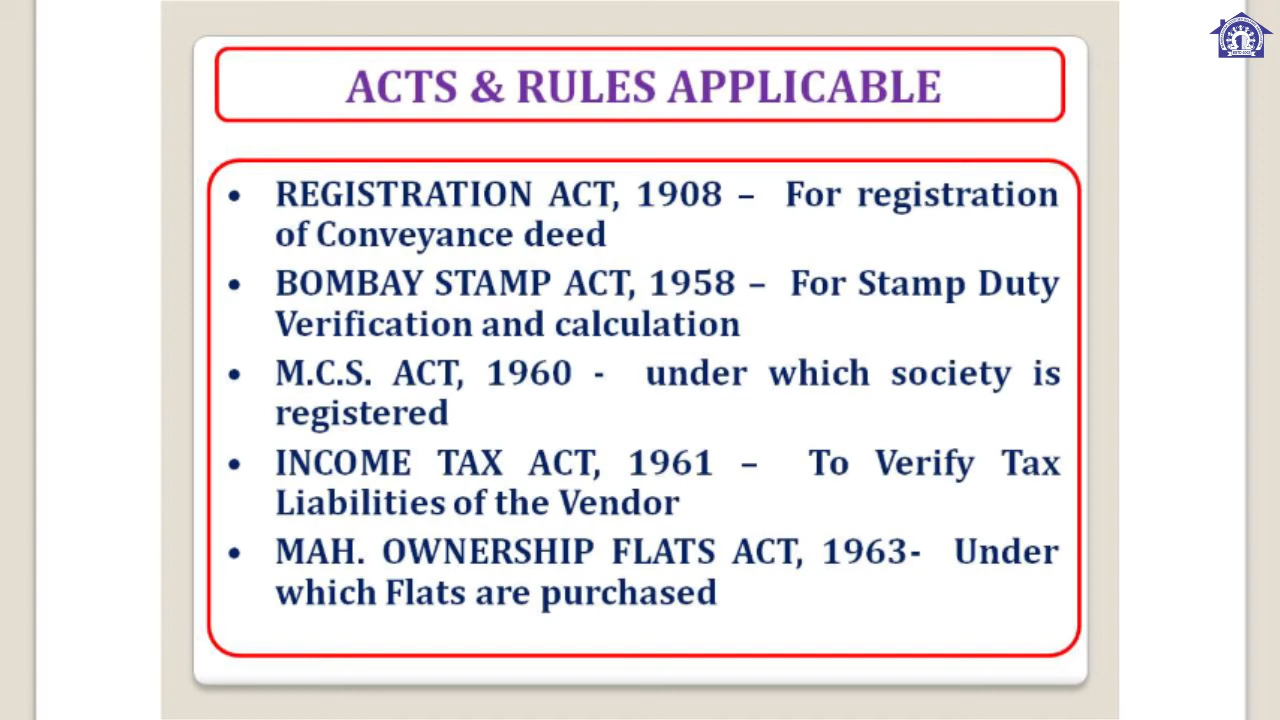 ACTS & RULES APPLICABLE
• REGISTRATION ACT, 1908 – For registration
of Conveyance deed
• BOMBAY STAMP ACT, 1958 – For Stamp Duty
Verification and calculation
• M.C.S. ACT, 1960 - under which society is
registered
• INCOME TAX ACT, 1961 – To Verify Tax
Liabilities of the Vendor
• MAH. OWNERSHIP FLATS ACT, 1963- Under
which Flats are purchased